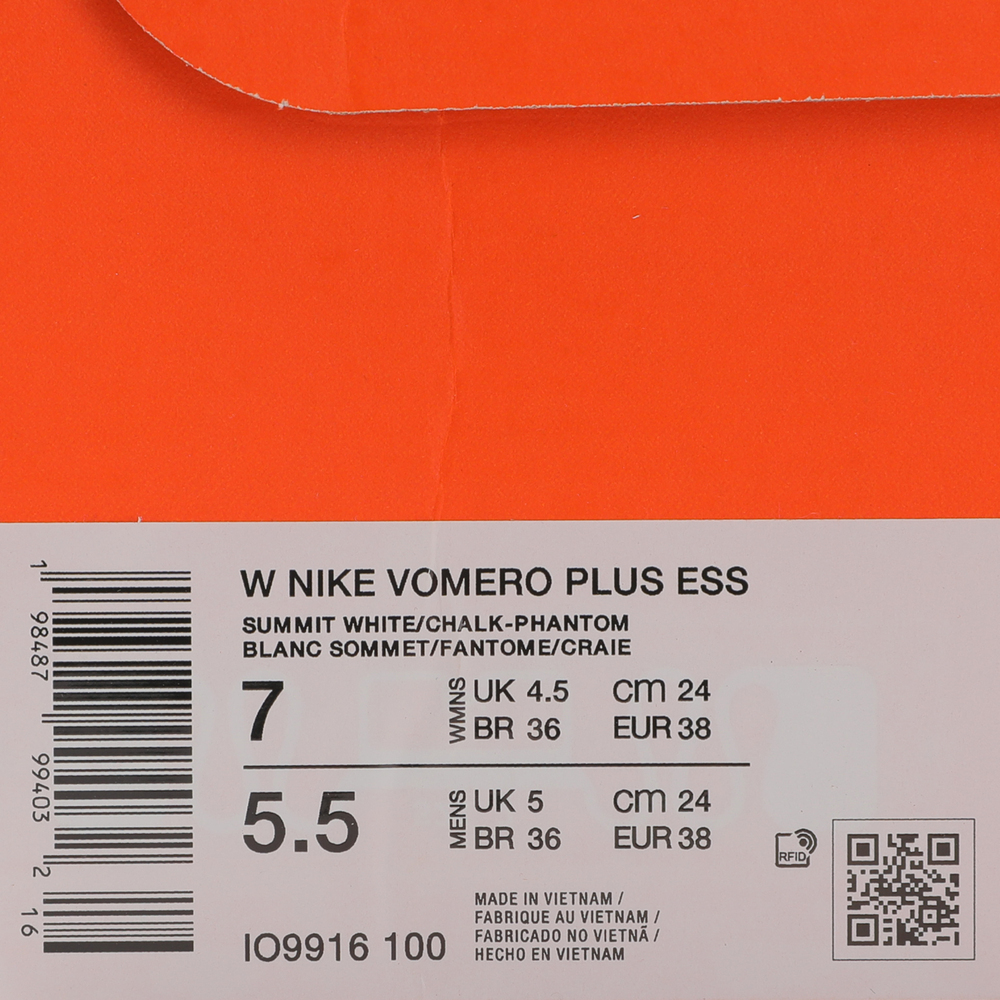 W NIKE VOMERO PLUS ESS
SUMMIT WHITE/CHALK-PHANTOM
BLANC SOMMET/FANTOME/CRAIE
7
WMNS
UK 4.5 cm 24
BR 36 EUR 38
5.5
MENS
UK 5 cm 24
BR 36 EUR 38
IO9916 100
MADE IN VIETNAM /
FABRIQUE AU VIETNAM /
FABRICADO NO VIETNÃ /
HECHO EN VIETNAM
RFID
1 98487 99403 2 16